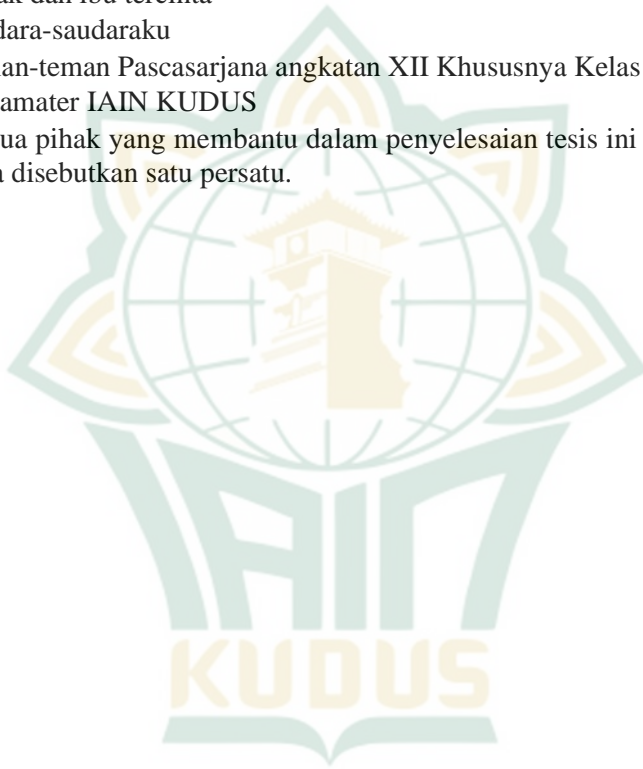 ak dan ibu tercinta
dara-saudaraku
an-teman Pascasarjana angkatan XII Khususnya Kelas
amater IAIN KUDUS
ua pihak yang membantu dalam penyelesaian tesis ini
disebutkan satu persatu.
IAIN
KUDUS